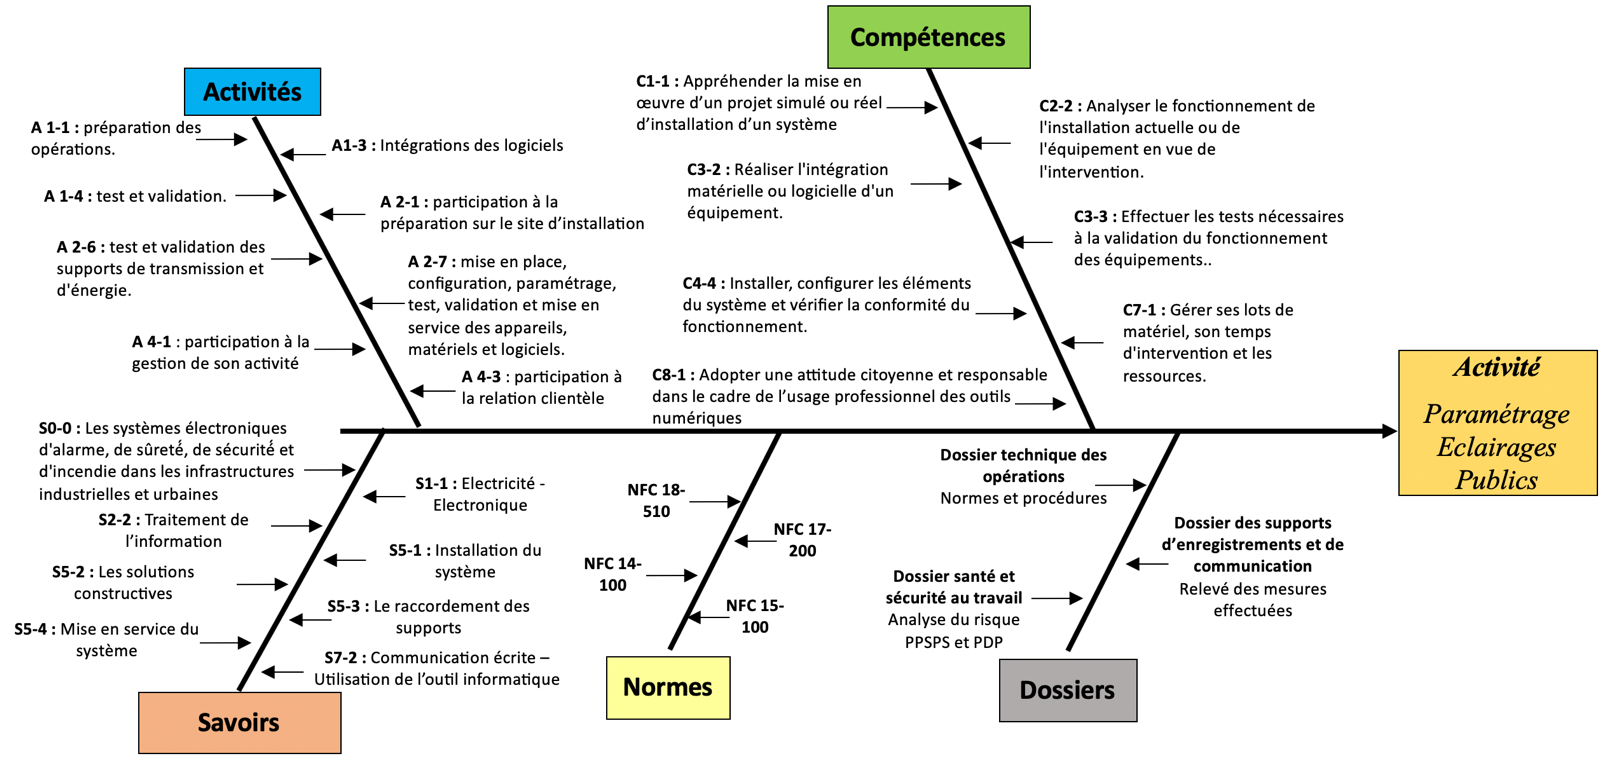 Compétences
Activités
C1-1 : Appréhender la mise en
œuvre d’un projet simulé ou réel
d’installation d’un système
C2-2 : Analyser le fonctionnement de
l'installation actuelle ou de
l'équipement en vue de
l'intervention.
A 1-1 : préparation des
opérations.
A1-3 : Intégrations des logiciels
C3-2 : Réaliser l'intégration
matérielle ou logicielle d'un
équipement.
A 1-4 : test et validation.
A 2-1 : participation à la
préparation sur le site d’installation
C3-3 : Effectuer les tests nécessaires
à la validation du fonctionnement
des équipements..
A 2-6 : test et validation des
supports de transmission et
d'énergie.
A 2-7 : mise en place,
configuration, paramétrage,
test, validation et mise en
service des appareils,
matériels et logiciels.
C4-4 : Installer, configurer les éléments
du système et vérifier la conformité du
fonctionnement.
C7-1 : Gérer ses lots de
matériel, son temps
d'intervention et les
ressources.
A 4-1 : participation à la
gestion de son activité
A 4-3 : participation à
la relation clientèle
C8-1 : Adopter une attitude citoyenne et responsable
dans le cadre de l’usage professionnel des outils
numériques
Activité
Paramétrage
Eclairages
Publics
S0-0 : Les systèmes électroniques
d'alarme, de sûreté, de sécurité et
d'incendie dans les infrastructures
industrielles et urbaines
S1-1 : Electricité -
Electronique
S2-2 : Traitement de
l’information
S5-1 : Installation du
système
S5-2 : Les solutions
constructives
S5-3 : Le raccordement des
supports
S5-4 : Mise en service du
système
S7-2 : Communication écrite –
Utilisation de l’outil informatique
Savoirs
NFC 18-
510
NFC 17-
200
NFC 14-
100
NFC 15-
100
Normes
Dossier technique des
opérations
Normes et procédures
Dossier des supports
d’enregistrements et de
communication
Relevé des mesures
effectuées
Dossier santé et
sécurité au travail
Analyse du risque
PPSPS et PDP
Dossiers